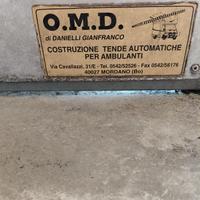 O.M.D.
di DANIELLI GIANFRANCO
COSTRUZIONE TENDE AUTOMATICHE
PER AMBULANTI
Via Cavallazzi, 31/E - Tel. 0542/52526 - Fax 0542/56176
40027 MORDANO (Bo)